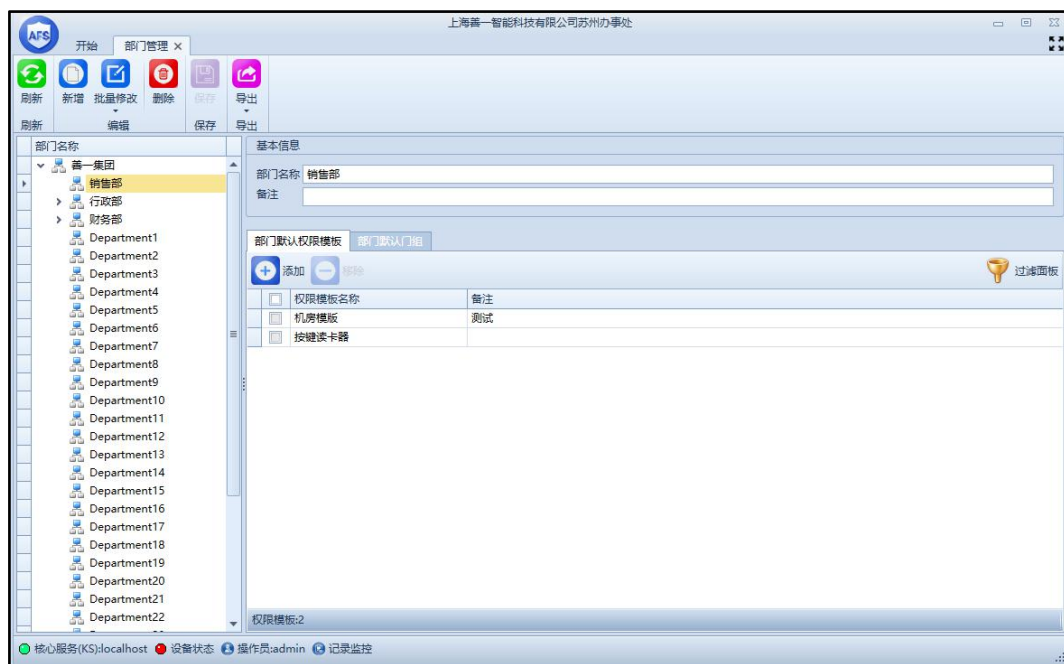 上海善一智能科技有限公司苏州办事处
AFS
开始 部门管理
刷新 新增 批量修改 删除 保存 导出
刷新 编辑 保存 导出
部门名称
善一集团
销售部
行政部
财务部
Department1
Department2
Department3
Department4
Department5
Department6
Department7
Department8
Department9
Department10
Department11
Department12
Department13
Department14
Department15
Department16
Department17
Department18
Department19
Department20
Department21
Department22
基本信息
部门名称 销售部
备注
部门默认权限模板 部门默认门组
添加 移除 过滤面板
权限模板名称 备注
机房模版 测试
按键读卡器
权限模板:2
核心服务(KS):localhost 设备状态 操作员:admin 记录监控